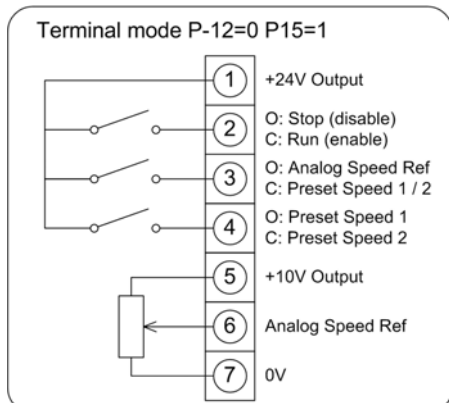 Terminal mode P-12=0 P15=1
1 +24V Output
2 O: Stop (disable)
C: Run (enable)
3 O: Analog Speed Ref
C: Preset Speed 1 / 2
4 O: Preset Speed 1
C: Preset Speed 2
5 +10V Output
6 Analog Speed Ref
7 0V